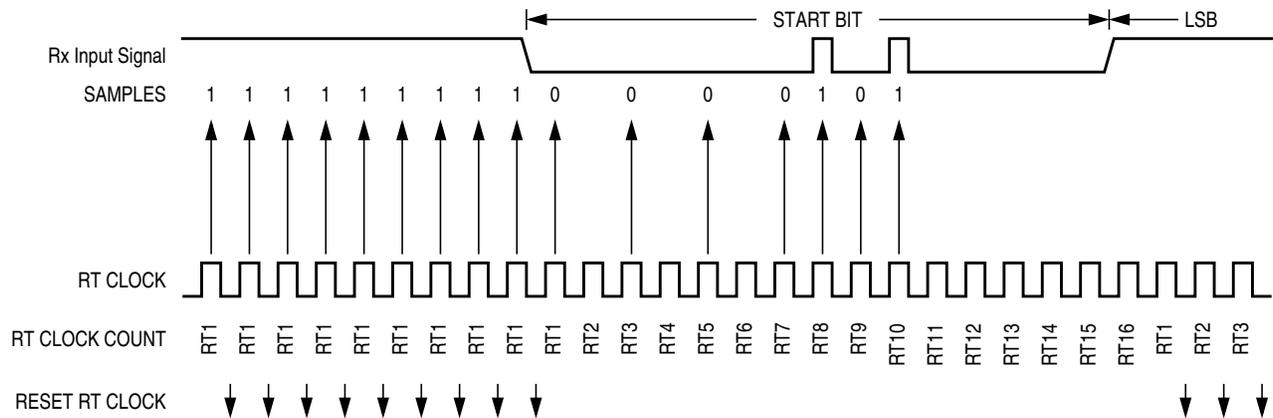 START BIT LSB
Rx Input Signal
SAMPLES 1 1 1 1 1 1 1 1 1 0 0 0 0 1 0 1
RT CLOCK
RT CLOCK COUNT RT1 RT1 RT1 RT1 RT1 RT1 RT1 RT1 RT1 RT1 RT2 RT3 RT4 RT5 RT6 RT7 RT8 RT9 RT10 RT11 RT12 RT13 RT14 RT15 RT16 RT1 RT2 RT3
RESET RT CLOCK